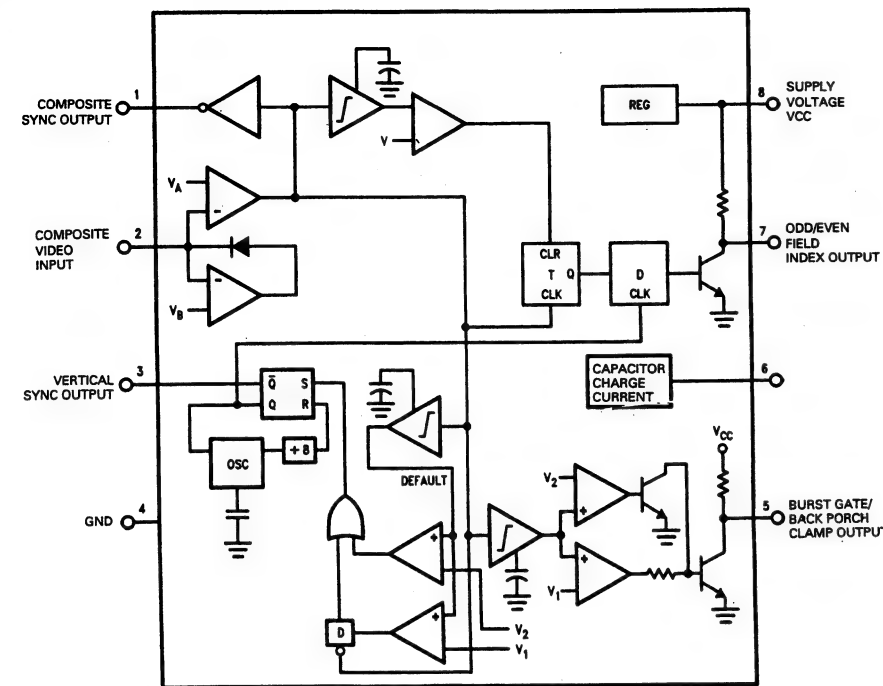 1
COMPOSITE
SYNC OUTPUT
V
REG
8
SUPPLY
VOLTAGE
VCC
VA
-
2
COMPOSITE
VIDEO
INPUT
-
VB
CLR
T Q
CLK
D
CLK
7
ODD/EVEN
FIELD
INDEX OUTPUT
3
VERTICAL
SYNC OUTPUT
Q̅ S
Q R
OSC
÷8
DEFAULT
CAPACITOR
CHARGE
CURRENT
6
4
GND
+
+
D
V2
V1
V2
+
+
V1
VCC
5
BURST GATE/
BACK PORCH
CLAMP OUTPUT